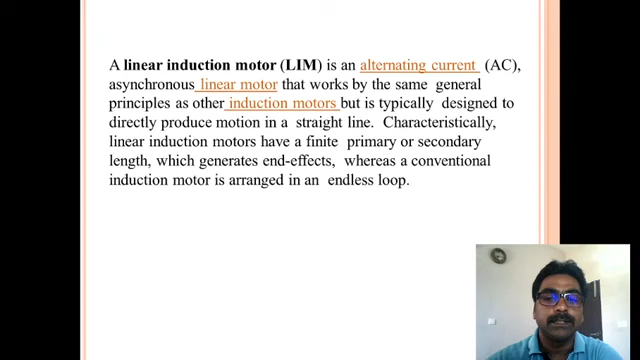 A linear induction motor (LIM) is an alternating current (AC),
asynchronous linear motor that works by the same general
principles as other induction motors but is typically designed to
directly produce motion in a straight line. Characteristically,
linear induction motors have a finite primary or secondary
length, which generates end-effects, whereas a conventional
induction motor is arranged in an endless loop.